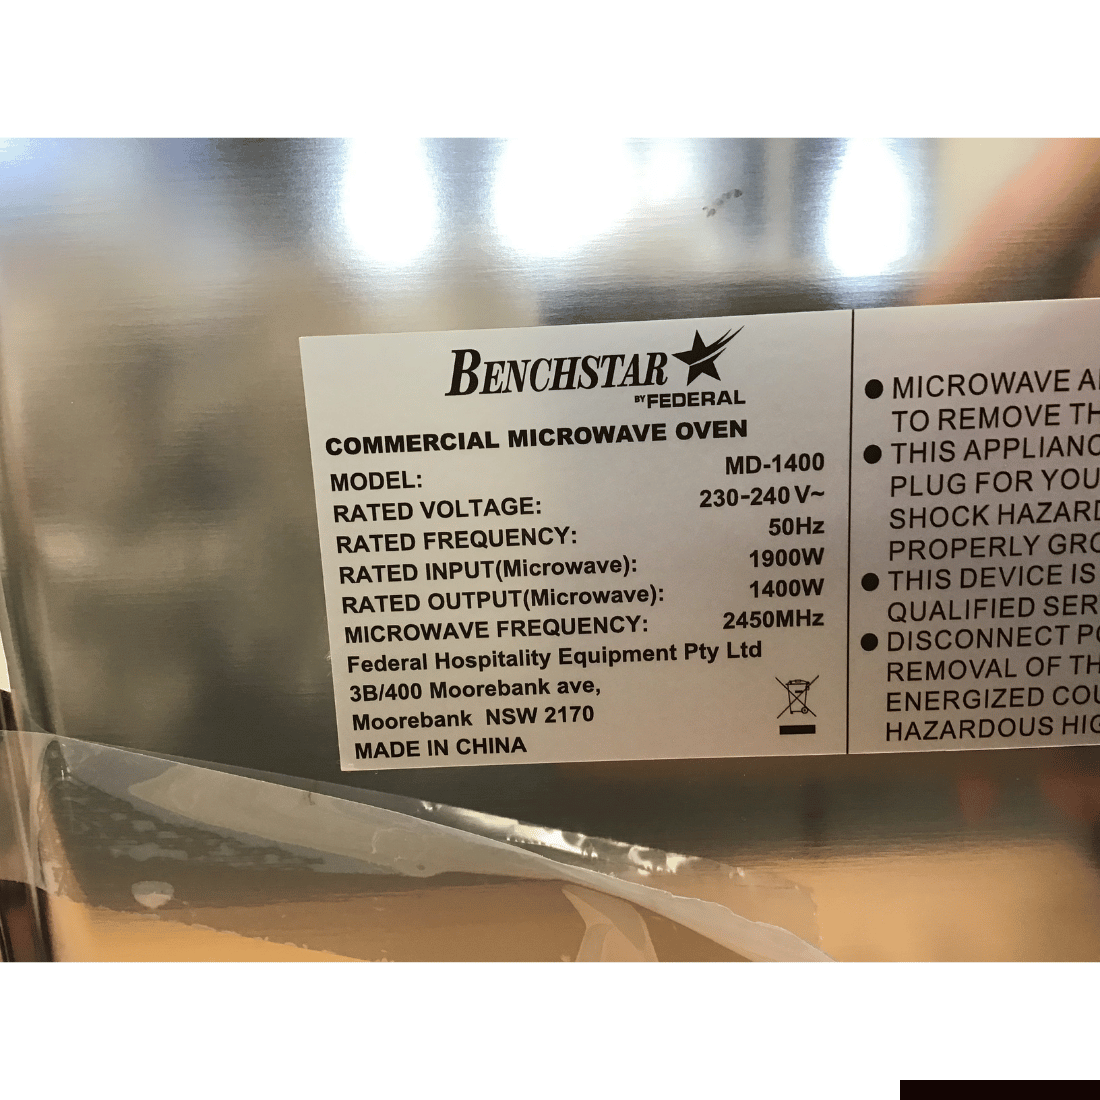 BENCHSTAR
BY FEDERAL
COMMERCIAL MICROWAVE OVEN
MODEL: MD-1400
RATED VOLTAGE: 230-240V~
RATED FREQUENCY: 50Hz
RATED INPUT(Microwave): 1900W
RATED OUTPUT(Microwave): 1400W
MICROWAVE FREQUENCY: 2450MHz
Federal Hospitality Equipment Pty Ltd
3B/400 Moorebank ave,
Moorebank NSW 2170
MADE IN CHINA
● MICROWAVE
TO REMOVE
● THIS
PLUG FOR
SHOCK
PROPERLY
● THIS DEVICE IS
QUALIFIED
● DISCONNECT
REMOVAL OF
ENERGIZED
HAZARDOUS